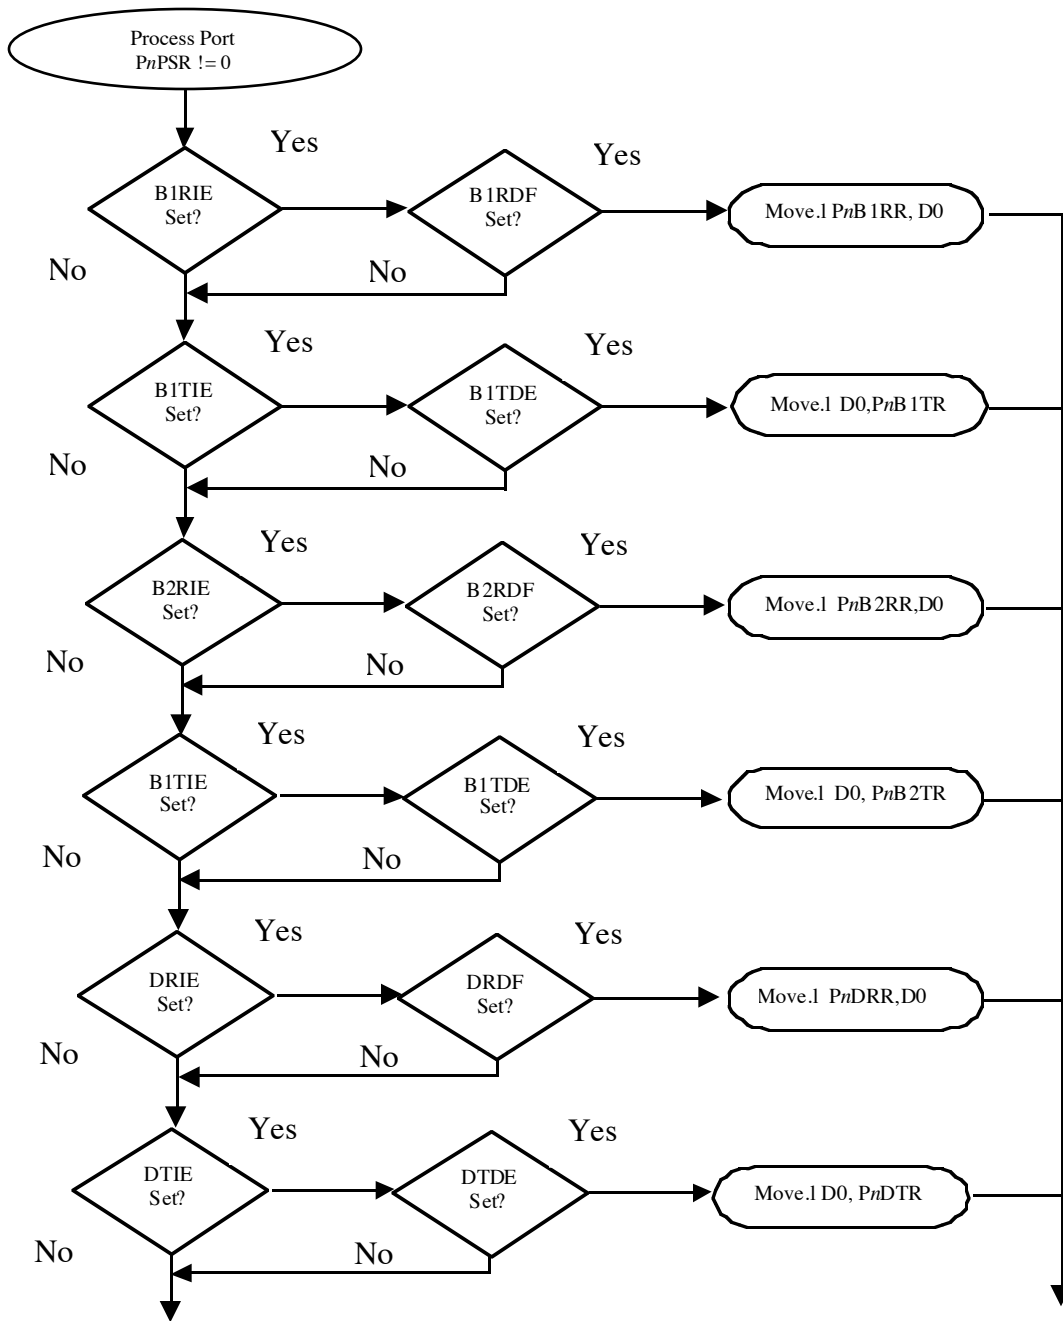 Process Port
PnPSR != 0
Yes
Yes
B1RIE
Set?
B1RDF
Set?
Move.l PnB1RR, D0
No
No
Yes
Yes
B1TIE
Set?
B1TDE
Set?
Move.l D0,PnB1TR
No
No
Yes
Yes
B2RIE
Set?
B2RDF
Set?
Move.l PnB2RR,D0
No
No
Yes
Yes
B1TIE
Set?
B1TDE
Set?
Move.l D0, PnB2TR
No
No
Yes
Yes
DRIE
Set?
DRDF
Set?
Move.l PnDRR,D0
No
No
Yes
Yes
DTIE
Set?
DTDE
Set?
Move.l D0, PnDTR
No
No